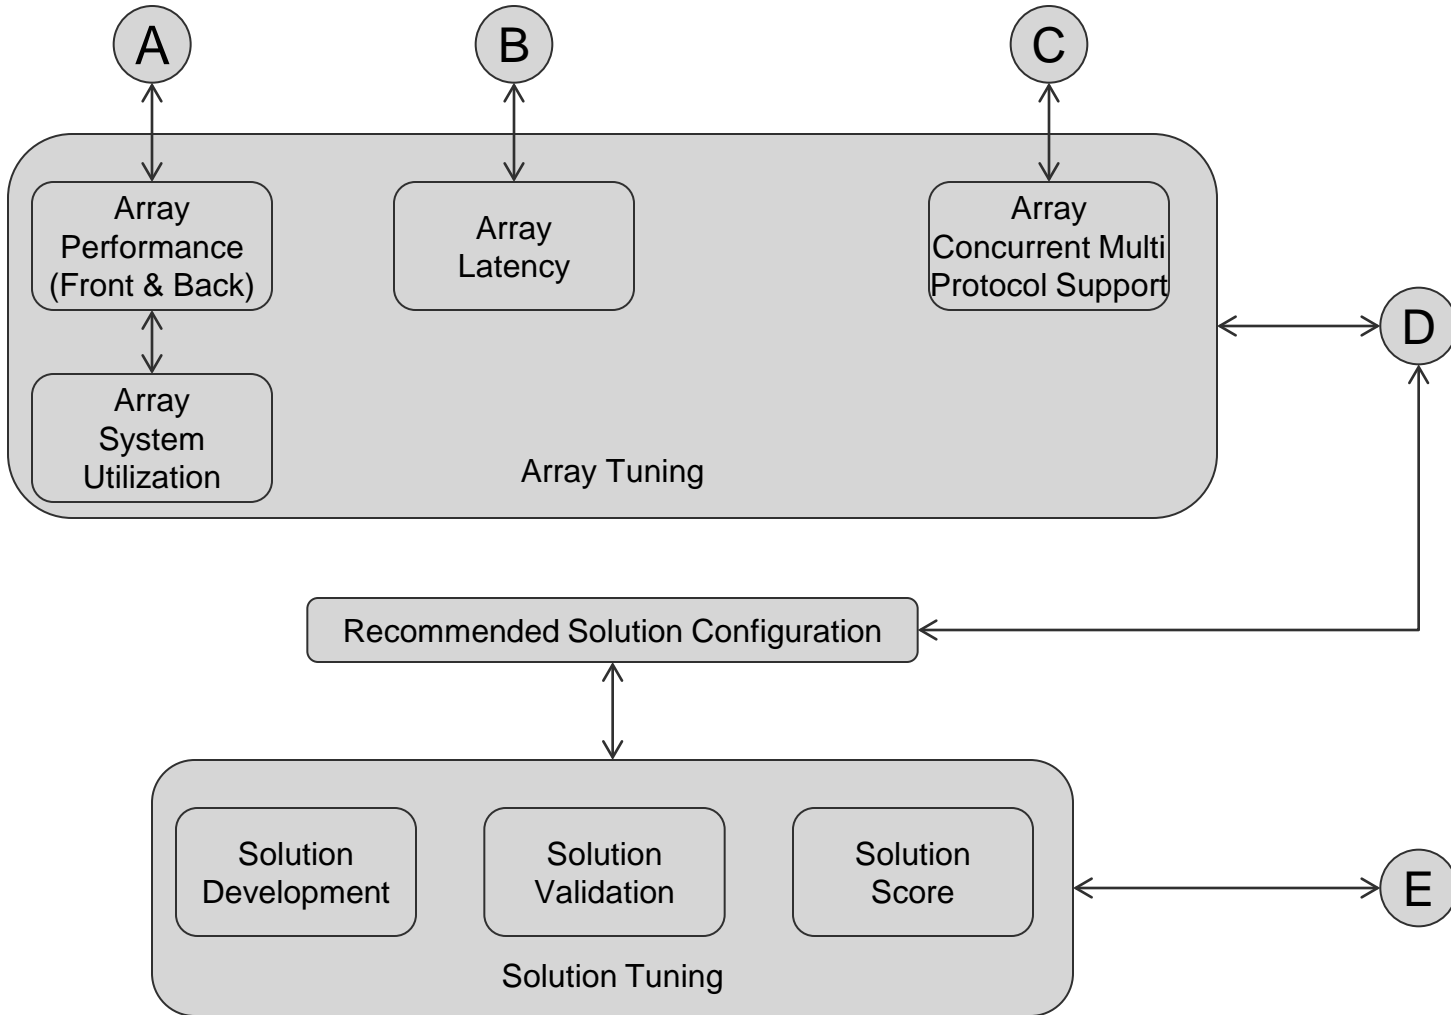 A
B
C
Array
Performance
(Front & Back)
Array
Latency
Array
Concurrent Multi
Protocol Support
D
Array
System
Utilization
Array Tuning
Recommended Solution Configuration
Solution
Development
Solution
Validation
Solution
Score
E
Solution Tuning